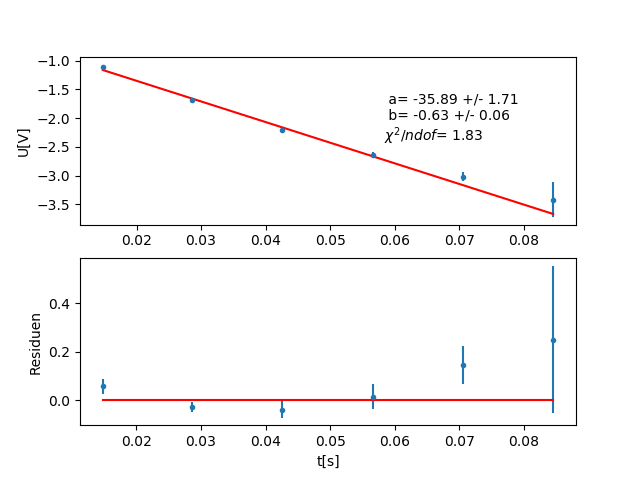 −1.0
−1.5
−2.0
−2.5
−3.0
−3.5
U[V]
a= -35.89 +/- 1.71
b= -0.63 +/- 0.06
χ²/ndof= 1.83
0.02 0.03 0.04 0.05 0.06 0.07 0.08
0.4
0.2
0.0
Residuen
0.02 0.03 0.04 0.05 0.06 0.07 0.08
t[s]